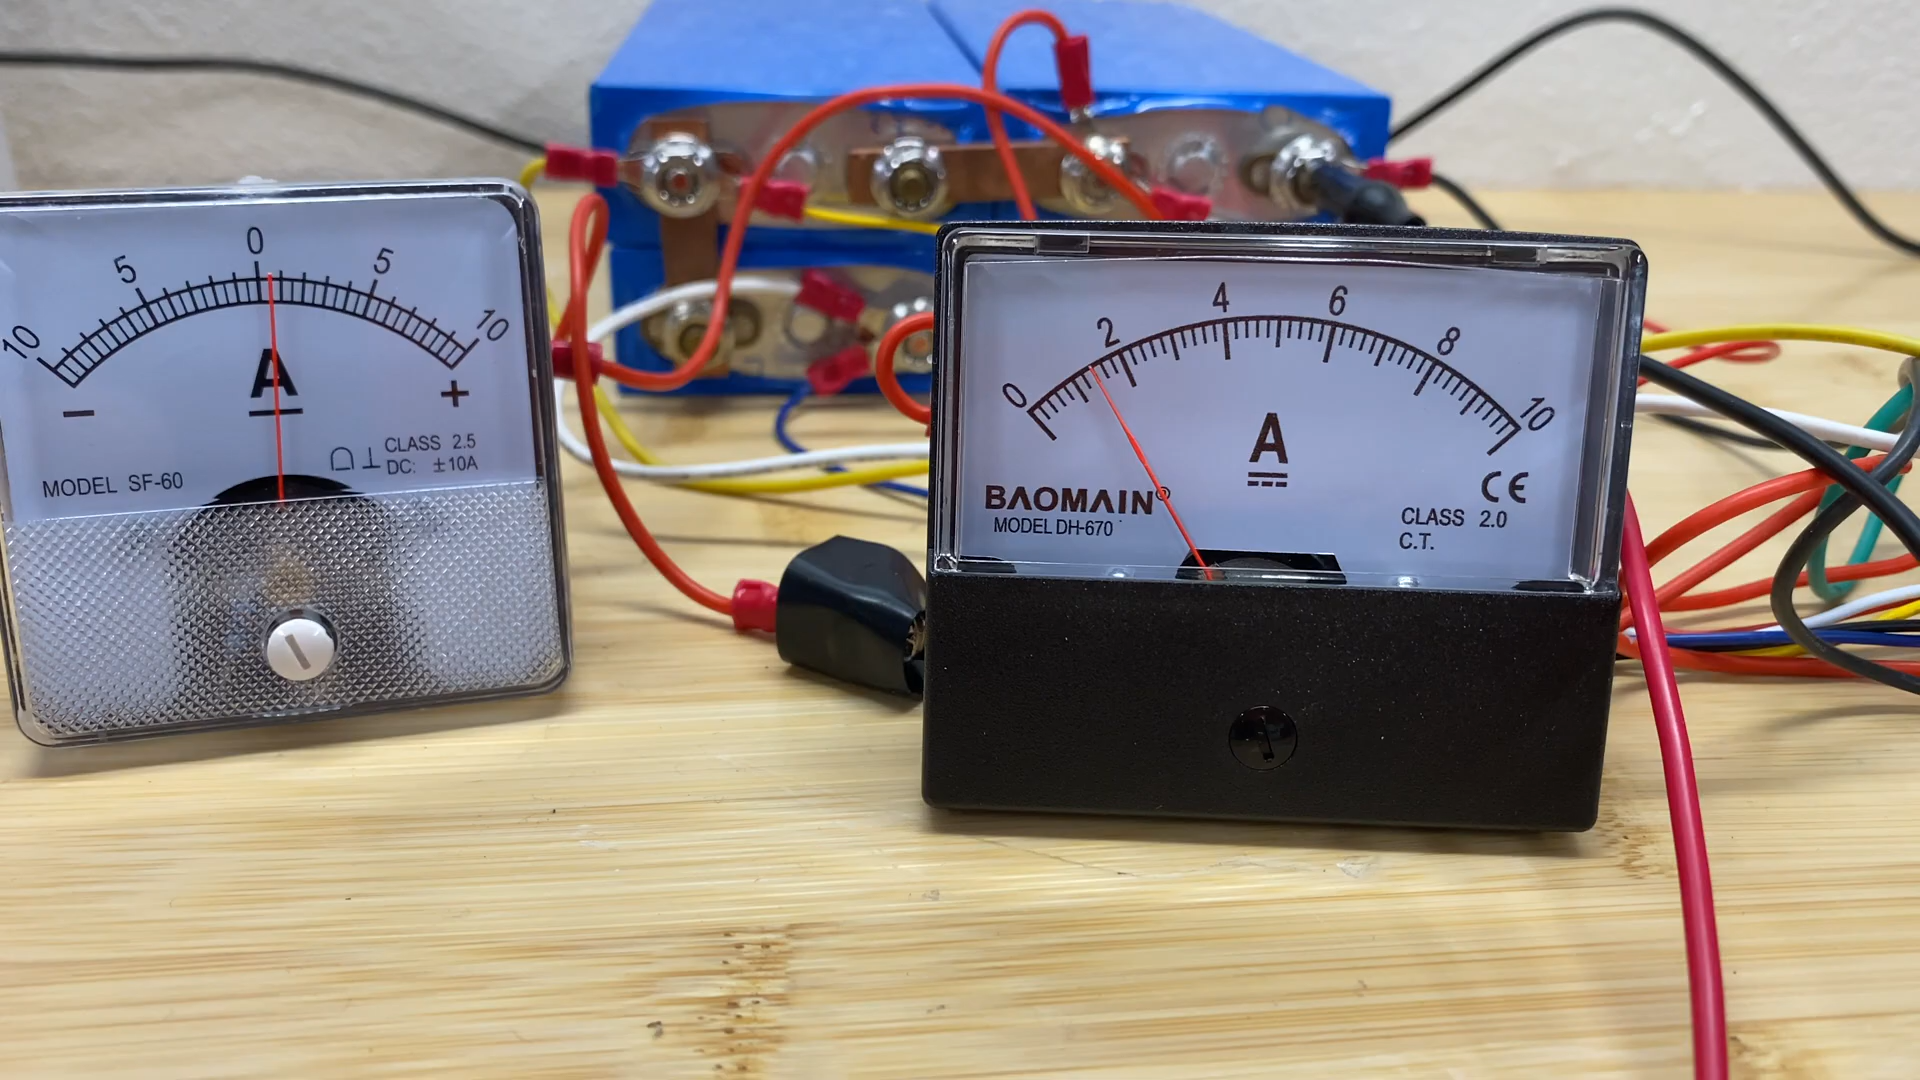 10 5 0 5 10
A
− +
CLASS 2.5
DC: ±10A
MODEL SF-60
0 2 4 6 8 10
A
BAOMAIN®
MODEL DH-670
CE
CLASS 2.0
C.T.